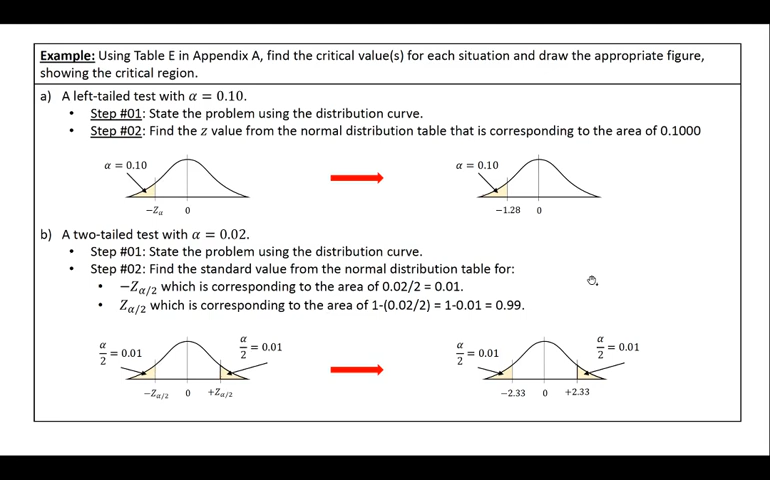 Example: Using Table E in Appendix A, find the critical value(s) for each situation and draw the appropriate figure,
showing the critical region.
a) A left-tailed test with α = 0.10.
• Step #01: State the problem using the distribution curve.
• Step #02: Find the z value from the normal distribution table that is corresponding to the area of 0.1000
α = 0.10
−Zα 0
α = 0.10
−1.28 0
b) A two-tailed test with α = 0.02.
• Step #01: State the problem using the distribution curve.
• Step #02: Find the standard value from the normal distribution table for:
• −Zα/2 which is corresponding to the area of 0.02/2 = 0.01.
• Zα/2 which is corresponding to the area of 1-(0.02/2) = 1-0.01 = 0.99.
α/2 = 0.01
α/2 = 0.01
−Zα/2 0 +Zα/2
α/2 = 0.01
α/2 = 0.01
−2.33 0 +2.33